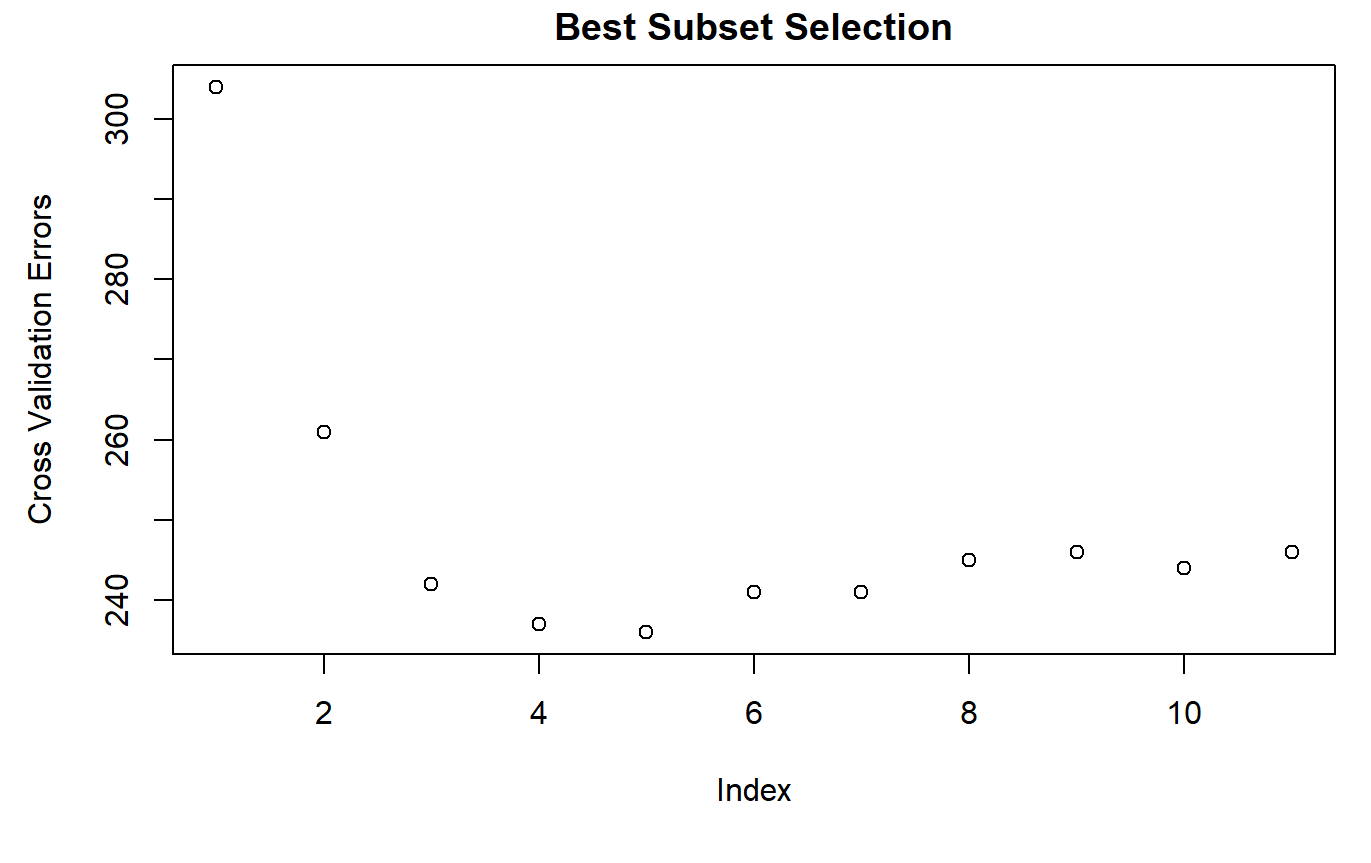 Best Subset Selection
Cross Validation Errors
300
280
260
240
2 4 6 8 10
Index